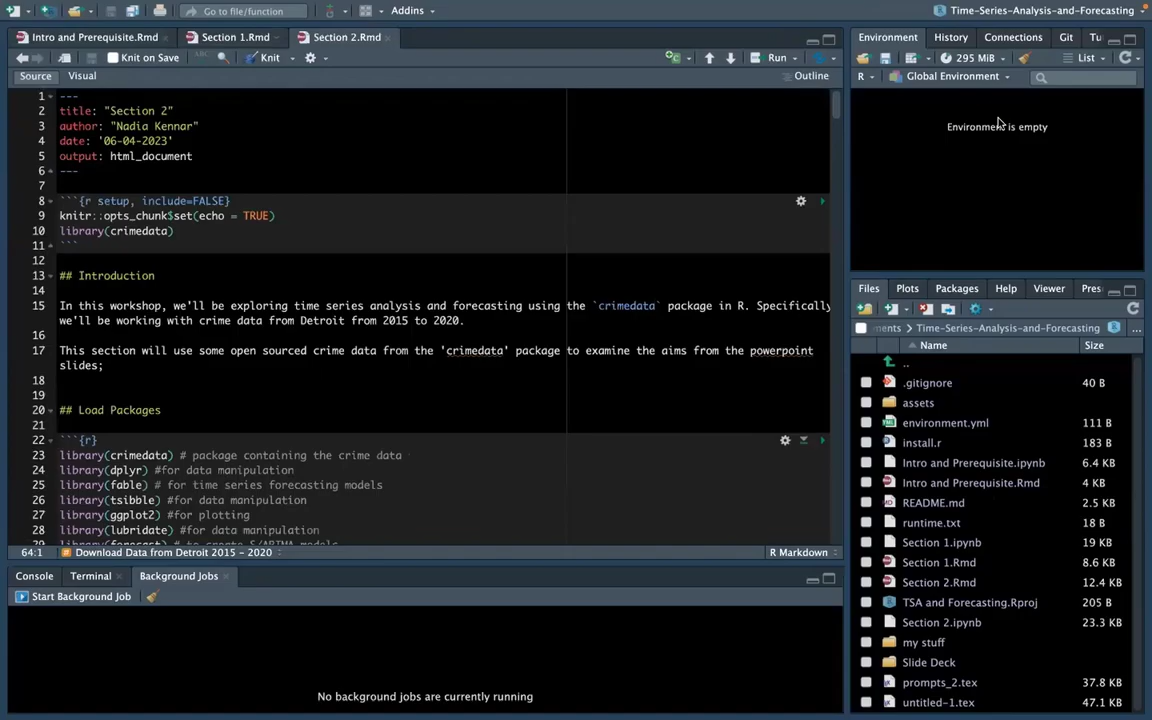 Go to file/function
Addins
Time-Series-Analysis-and-Forecasting
Intro and Prerequisite.Rmd
Section 1.Rmd
Section 2.Rmd
Knit on Save
Knit
Run
Source
Visual
Outline
1 ---
2 title: "Section 2"
3 author: "Nadia Kennar"
4 date: '06-04-2023'
5 output: html_document
6 ---
7
8 ```{r setup, include=FALSE}
9 knitr::opts_chunk$set(echo = TRUE)
10 library(crimedata)
11 ```
12
13 ## Introduction
14
15 In this workshop, we'll be exploring time series analysis and forecasting using the `crimedata` package in R. Specifically
we'll be working with crime data from Detroit from 2015 to 2020.
16
17 This section will use some open sourced crime data from the 'crimedata' package to examine the aims from the powerpoint
slides;
18
19
20 ## Load Packages
21
22 ```{r}
23 library(crimedata) # package containing the crime data
24 library(dplyr) #for data manipulation
25 library(fable) # for time series forecasting models
26 library(tsibble) #for data manipulation
27 library(ggplot2) #for plotting
28 library(lubridate) #for data manipulation
29 library(forecast) # to create S/ARIMA models
64:1
# Download Data from Detroit 2015 - 2020
R Markdown
Console
Terminal
Background Jobs
Start Background Job
No background jobs are currently running
Environment
History
Connections
Git
Tu
295 MiB
List
R
Global Environment
Environment is empty
Files
Plots
Packages
Help
Viewer
Pres
ments > Time-Series-Analysis-and-Forecasting
...
Name
Size
..
.gitignore 40 B
assets
environment.yml 111 B
install.r 183 B
Intro and Prerequisite.ipynb 6.4 KB
Intro and Prerequisite.Rmd 4 KB
README.md 2.5 KB
runtime.txt 18 B
Section 1.ipynb 19 KB
Section 1.Rmd 8.6 KB
Section 2.Rmd 12.4 KB
TSA and Forecasting.Rproj 205 B
Section 2.ipynb 23.3 KB
my stuff
Slide Deck
prompts_2.tex 37.8 KB
untitled-1.tex 47.1 KB